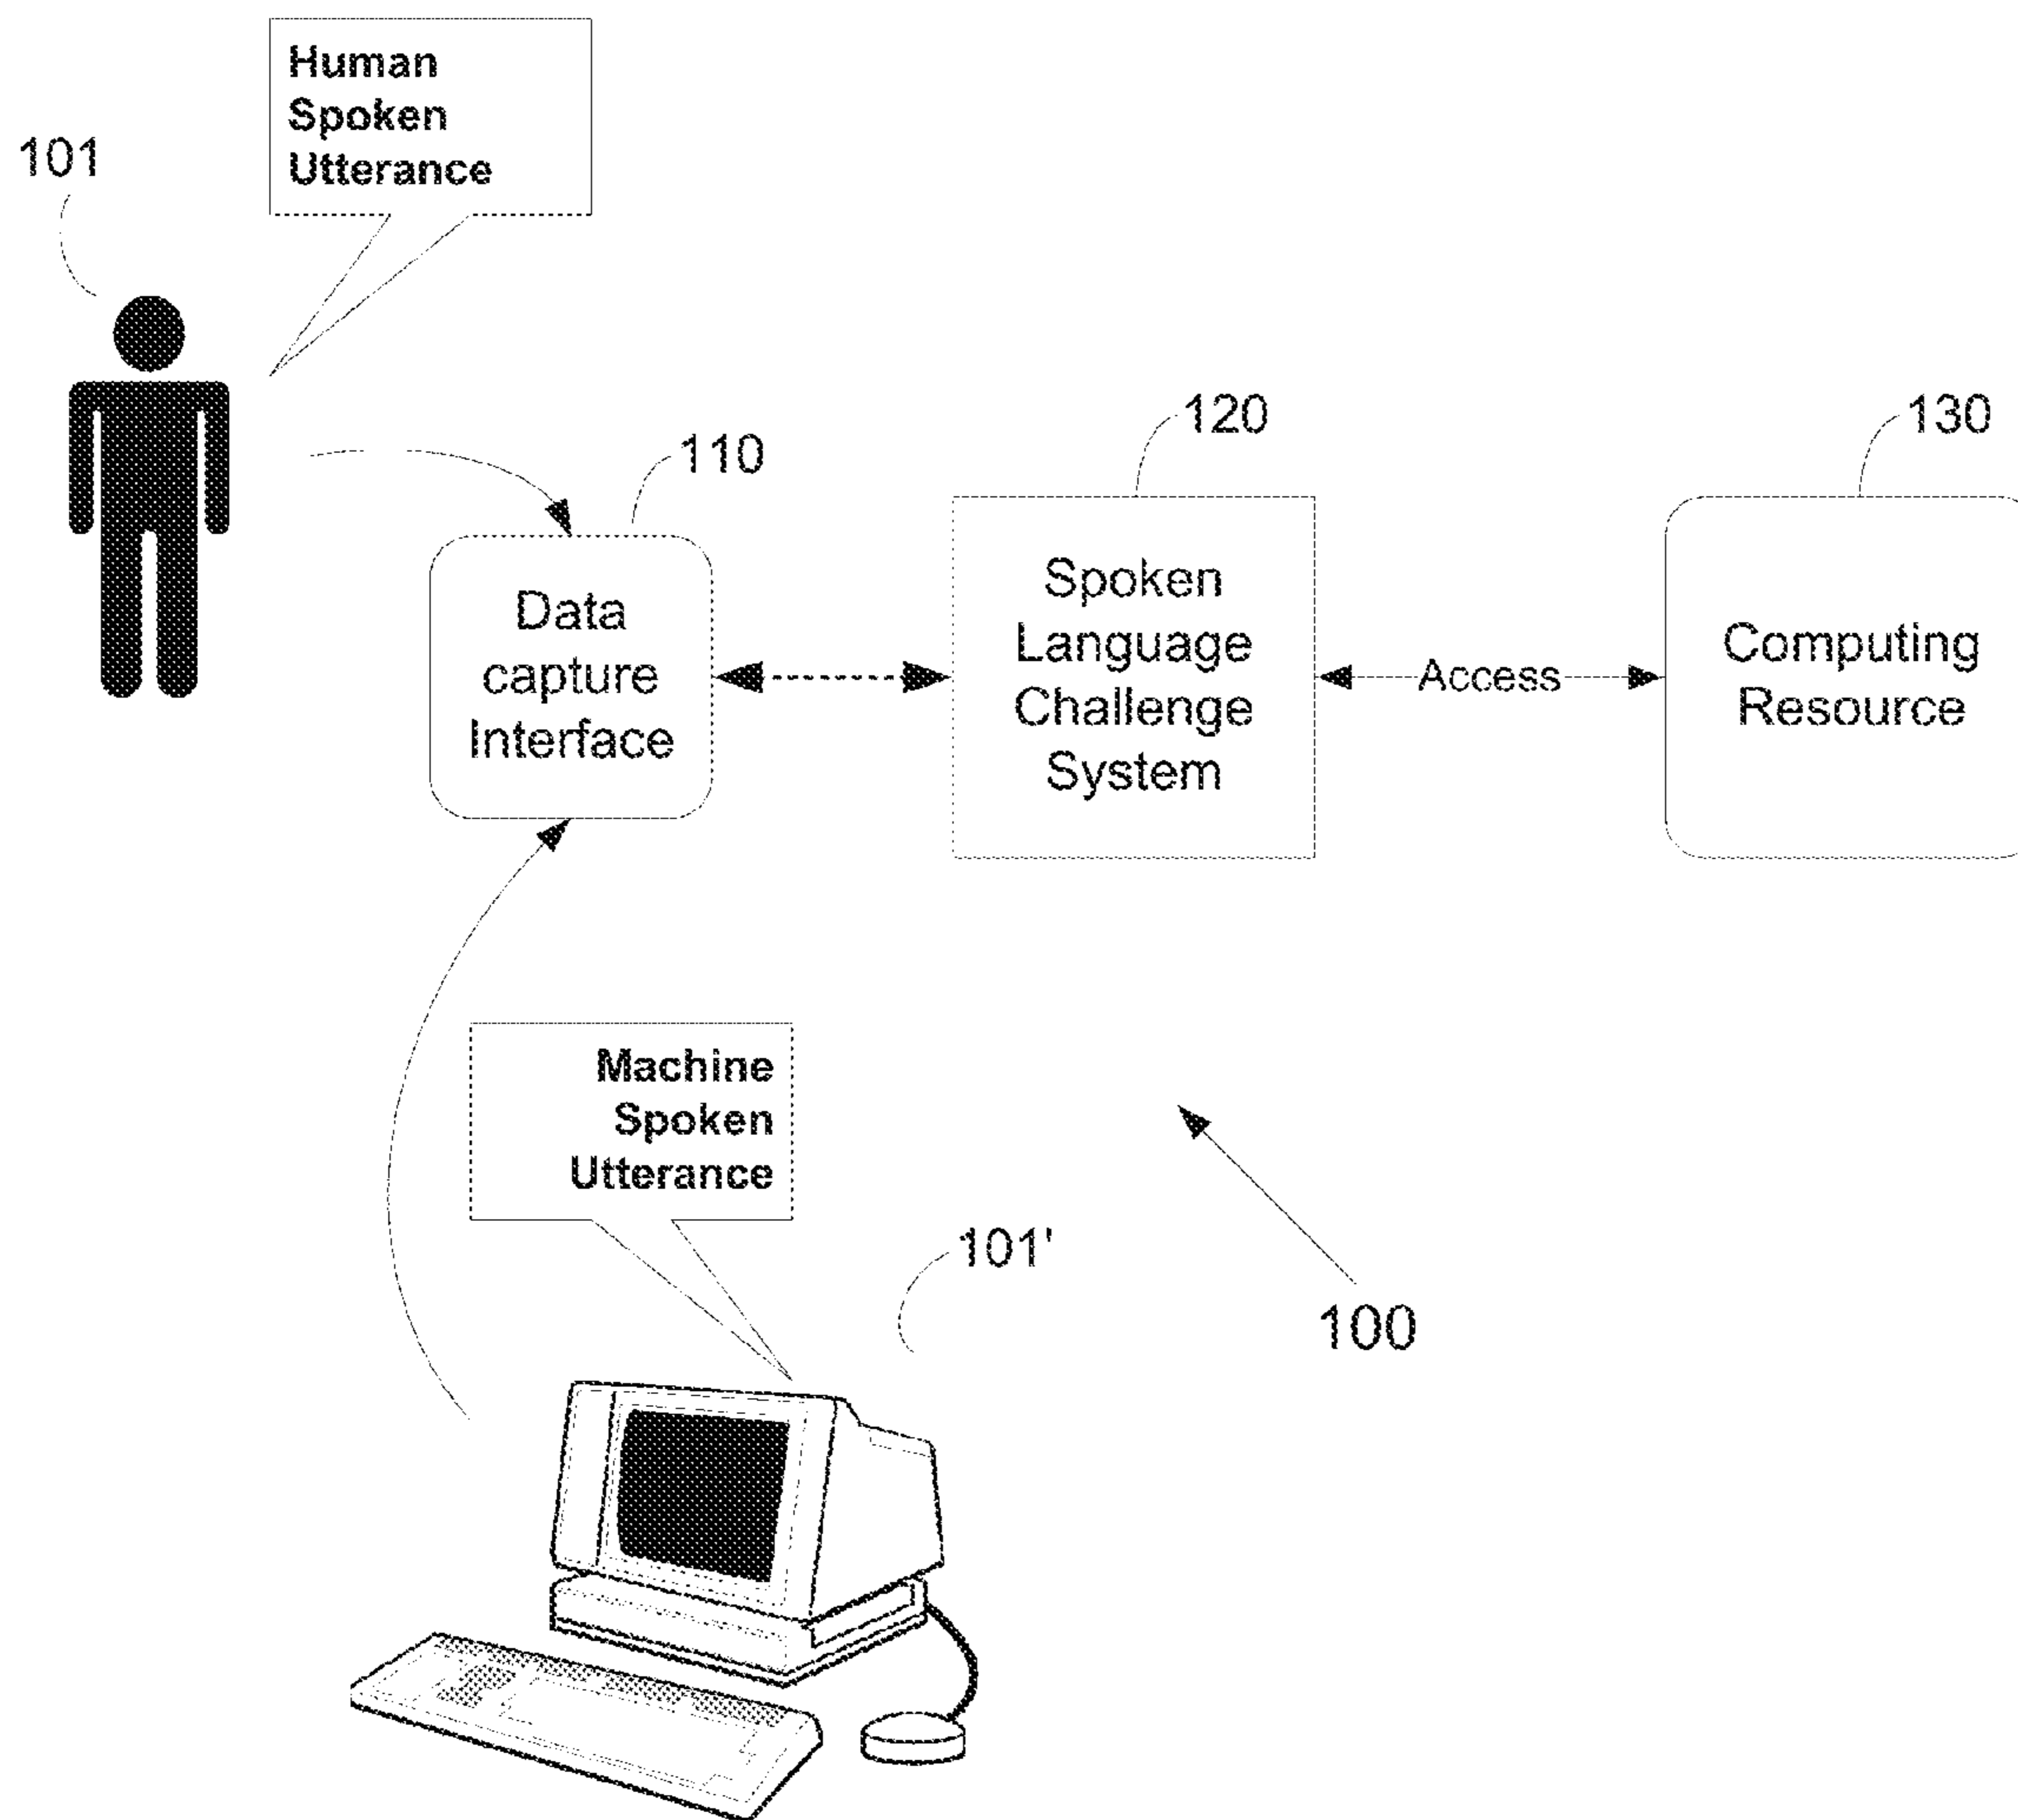 Human
Spoken
Utterance
101
110
120
130
Data
capture
Interface
Spoken
Language
Challenge
System
Access
Computing
Resource
Machine
Spoken
Utterance
101'
100